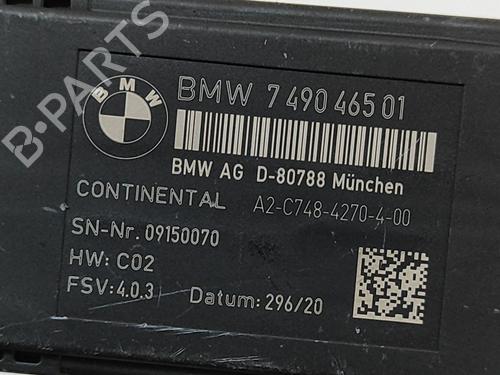 B-PARTS
BMW
BMW 7 490 465 01
BMW AG D-80788 München
CONTINENTAL A2-C748-4270-4-00
SN-Nr. 09150070
HW: C02
FSV: 4.0.3 Datum: 296/20